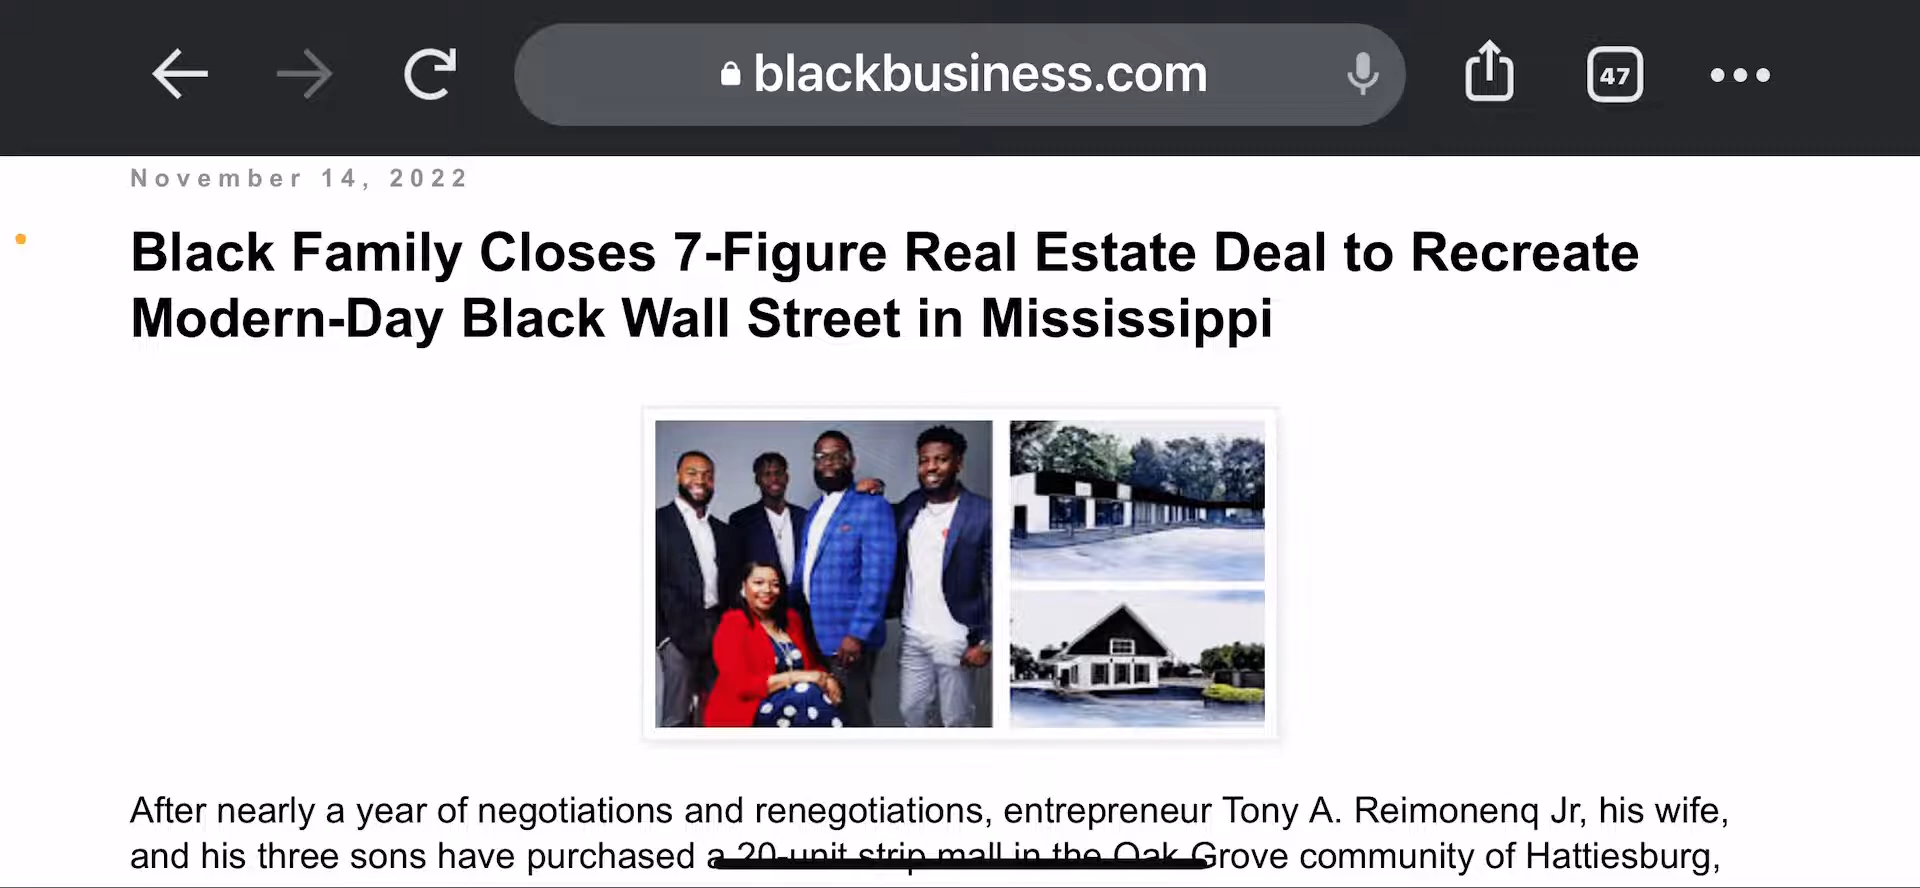 blackbusiness.com
47
November 14, 2022
Black Family Closes 7-Figure Real Estate Deal to Recreate
Modern-Day Black Wall Street in Mississippi
After nearly a year of negotiations and renegotiations, entrepreneur Tony A. Reimonenq Jr, his wife,
and his three sons have purchased a 20-unit strip mall in the Oak Grove community of Hattiesburg,